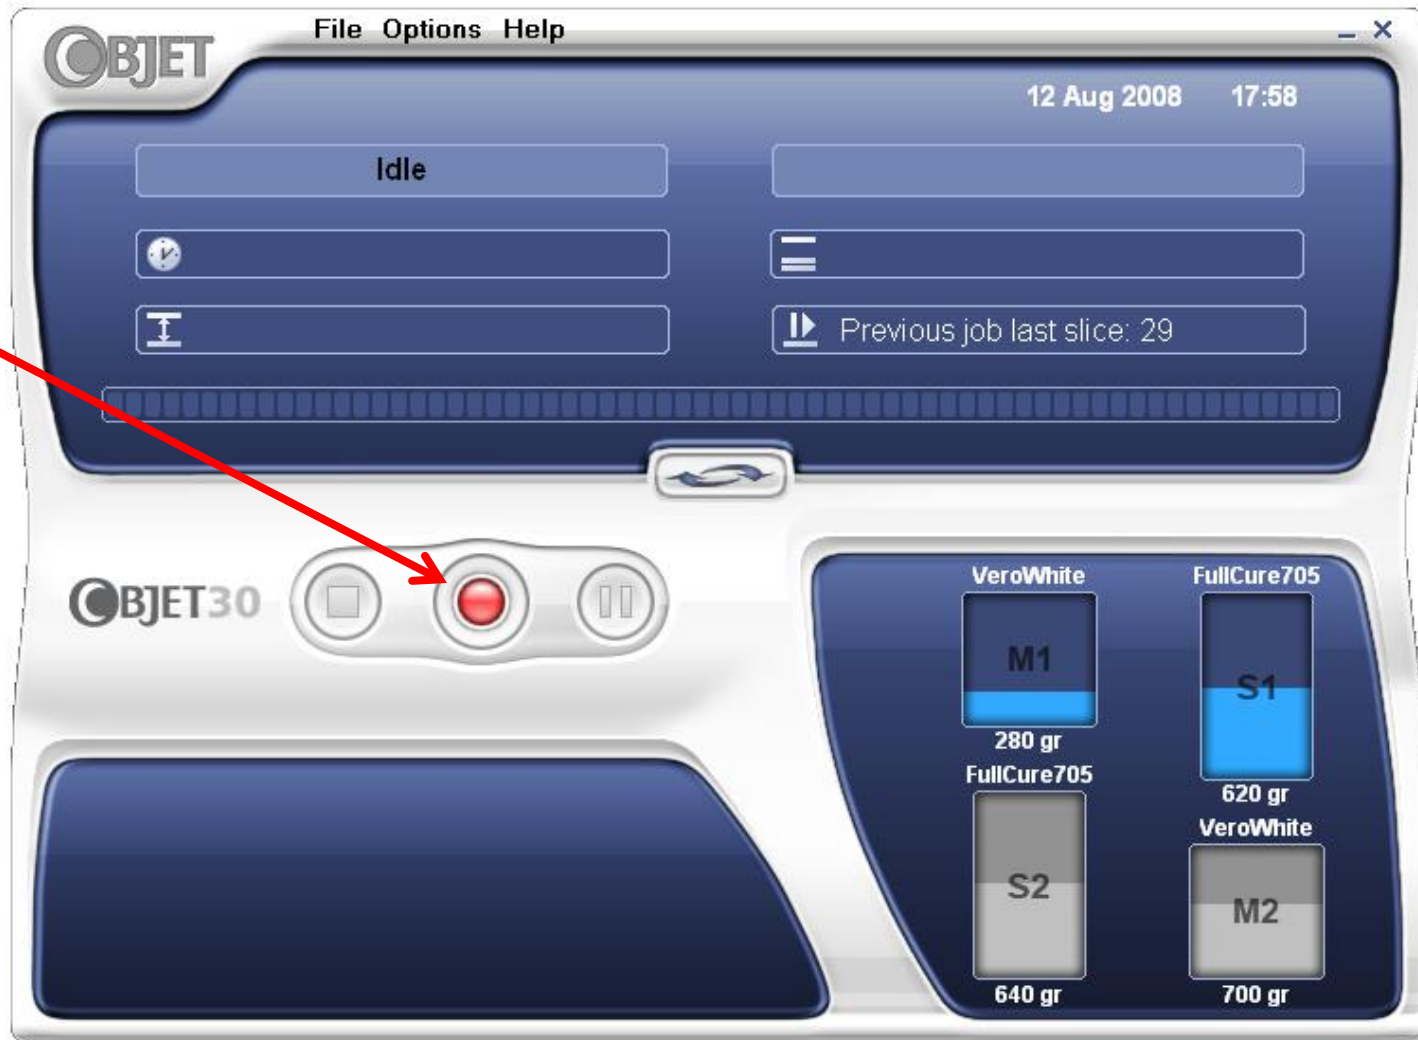 OBJET
File Options Help
12 Aug 2008 17:58
Idle
Previous job last slice: 29
OBJET30
VeroWhite
M1
280 gr
FullCure705
S1
620 gr
FullCure705
S2
640 gr
VeroWhite
M2
700 gr